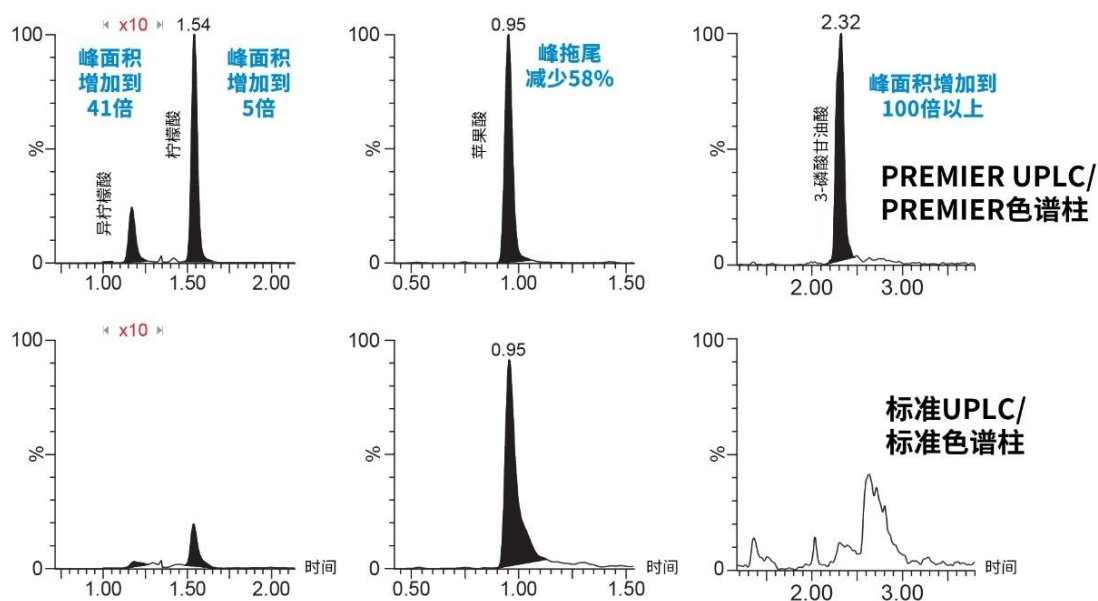 x10
1.54
0.95
2.32
100
峰面积
增加到
41倍
峰面积
增加到
5倍
100
峰拖尾
减少58%
100
峰面积增加到
100倍以上
%
异柠檬酸
柠檬酸
%
苹果酸
%
3-磷酸甘油酸
PREMIER UPLC/
PREMIER色谱柱
0
0
0
1.00 1.50 2.00
0.50 1.00 1.50
2.00 3.00
x10
100
0.95
100
100
标准UPLC/
标准色谱柱
%
%
%
0
时间
0
时间
0
时间
1.00 1.50 2.00
0.50 1.00 1.50
2.00 3.00